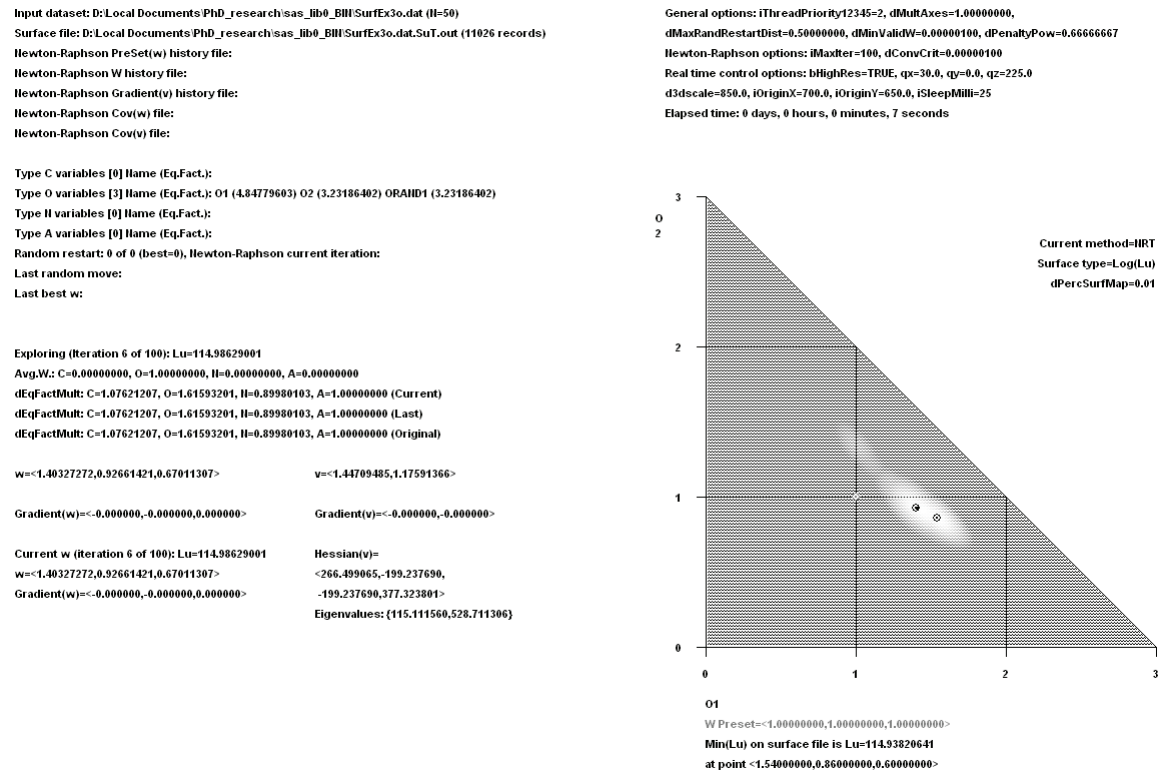 Input dataset: D:\Local Documents\PhD_research\sas_lib0_BIN\SurfEx3o.dat (N=50)
Surface file: D:\Local Documents\PhD_research\sas_lib0_BIN\SurfEx3o.dat.SuT.out (11026 records)
Newton-Raphson PreSet(w) history file:
Newton-Raphson W history file:
Newton-Raphson Gradient(v) history file:
Newton-Raphson Cov(w) file:
Newton-Raphson Cov(v) file:
Type C variables [0] Name (Eq.Fact.):
Type O variables [3] Name (Eq.Fact.): O1 (4.84779603) O2 (3.23186402) ORAND1 (3.23186402)
Type N variables [0] Name (Eq.Fact.):
Type A variables [0] Name (Eq.Fact.):
Random restart: 0 of 0 (best=0), Newton-Raphson current iteration:
Last random move:
Last best w:
Exploring (Iteration 6 of 100): Lu=114.98629001
Avg.W.: C=0.00000000, O=1.00000000, N=0.00000000, A=0.00000000
dEqFactMult: C=1.07621207, O=1.61593201, N=0.89980103, A=1.00000000 (Current)
dEqFactMult: C=1.07621207, O=1.61593201, N=0.89980103, A=1.00000000 (Last)
dEqFactMult: C=1.07621207, O=1.61593201, N=0.89980103, A=1.00000000 (Original)
w=<1.40327272,0.92661421,0.67011307>
v=<1.44709485,1.17591366>
Gradient(w)=<-0.000000,-0.000000,0.000000>
Gradient(v)=<-0.000000,-0.000000>
Current w (iteration 6 of 100): Lu=114.98629001
w=<1.40327272,0.92661421,0.67011307>
Gradient(w)=<-0.000000,-0.000000,0.000000>
Hessian(v)=
<266.499065,-199.237690,
-199.237690,377.323801>
Eigenvalues: {115.111560,528.711306}
General options: iThreadPriority12345=2, dMultAxes=1.00000000,
dMaxRandRestartDist=0.50000000, dMinValidW=0.00000100, dPenaltyPow=0.66666667
Newton-Raphson options: iMaxIter=100, dConvCrit=0.00000100
Real time control options: bHighRes=TRUE, qx=30.0, qy=0.0, qz=225.0
d3dscale=850.0, iOriginX=700.0, iOriginY=650.0, iSleepMilli=25
Elapsed time: 0 days, 0 hours, 0 minutes, 7 seconds
O
2
3
2
1
0
Current method=NRT
Surface type=Log(Lu)
dPercSurfMap=0.01
0 1 2 3
O1
W Preset=<1.00000000,1.00000000,1.00000000>
Min(Lu) on surface file is Lu=114.93820641
at point <1.54000000,0.86000000,0.60000000>